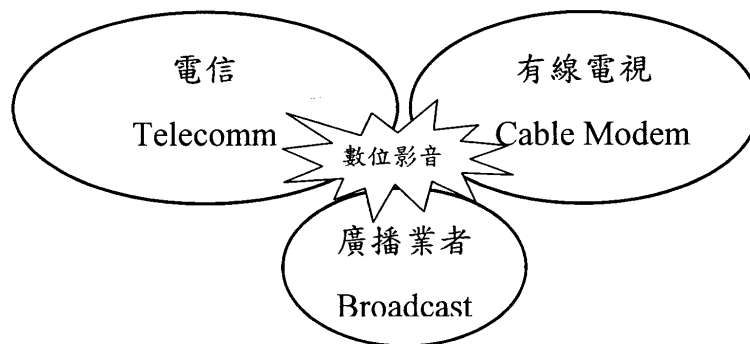 電信
Telecomm
有線電視
Cable Modem
數位影音
廣播業者
Broadcast